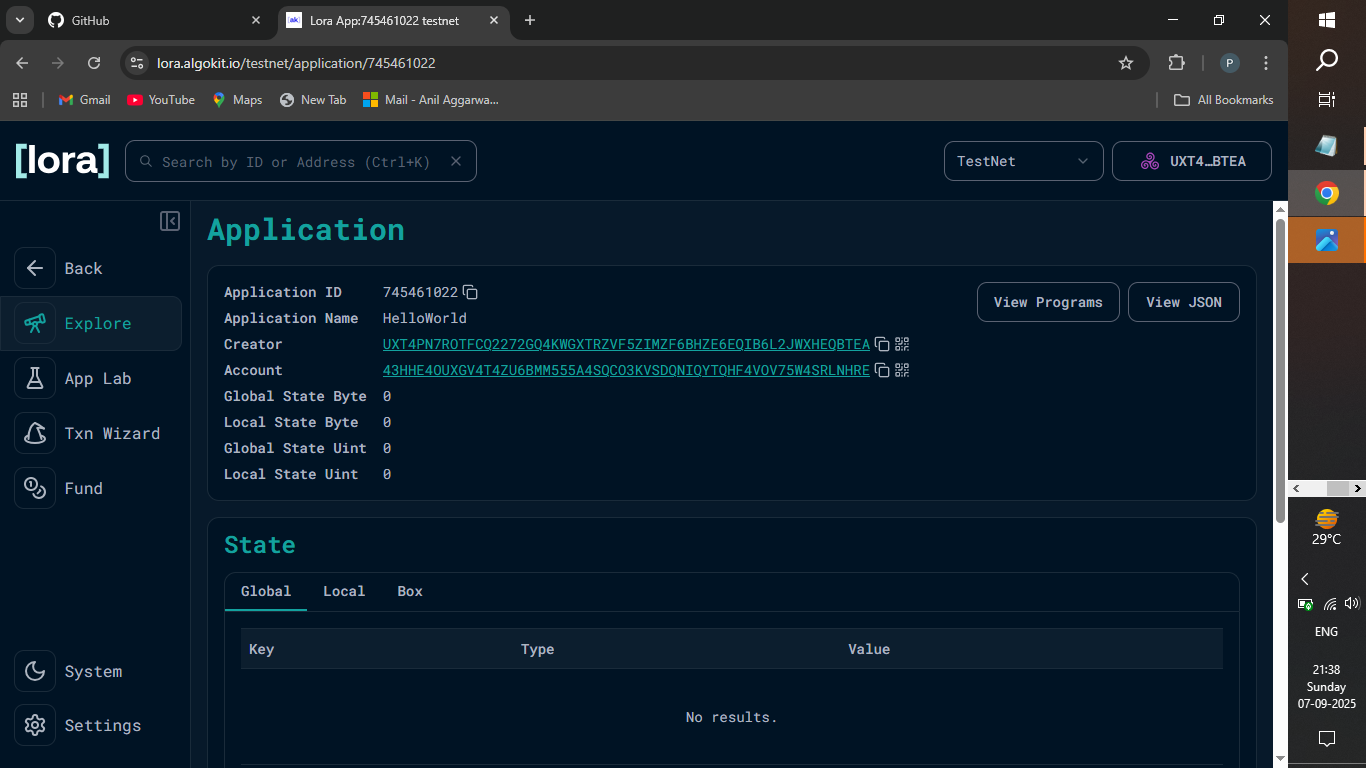 GitHub
Lora App:745461022 testnet
lora.algokit.io/testnet/application/745461022
P
Gmail
YouTube
Maps
New Tab
Mail - Anil Aggarwa...
All Bookmarks
[lora]
Search by ID or Address (Ctrl+K)
TestNet
UXT4…BTEA
Back
Explore
App Lab
Txn Wizard
Fund
System
Settings
Application
Application ID 745461022
Application Name HelloWorld
Creator UXT4PN7ROTFCQ2272GQ4KWGXTRZVF5ZIMZF6BHZE6EQIB6L2JWXHEQBTEA
Account 43HHE4OUXGV4T4ZU6BMM555A4SQCO3KVSDQNIQYTQHF4VOV75W4SRLNHRE
Global State Byte 0
Local State Byte 0
Global State Uint 0
Local State Uint 0
View Programs
View JSON
State
Global Local Box
Key Type Value
No results.
29°C
ENG
21:38
Sunday
07-09-2025